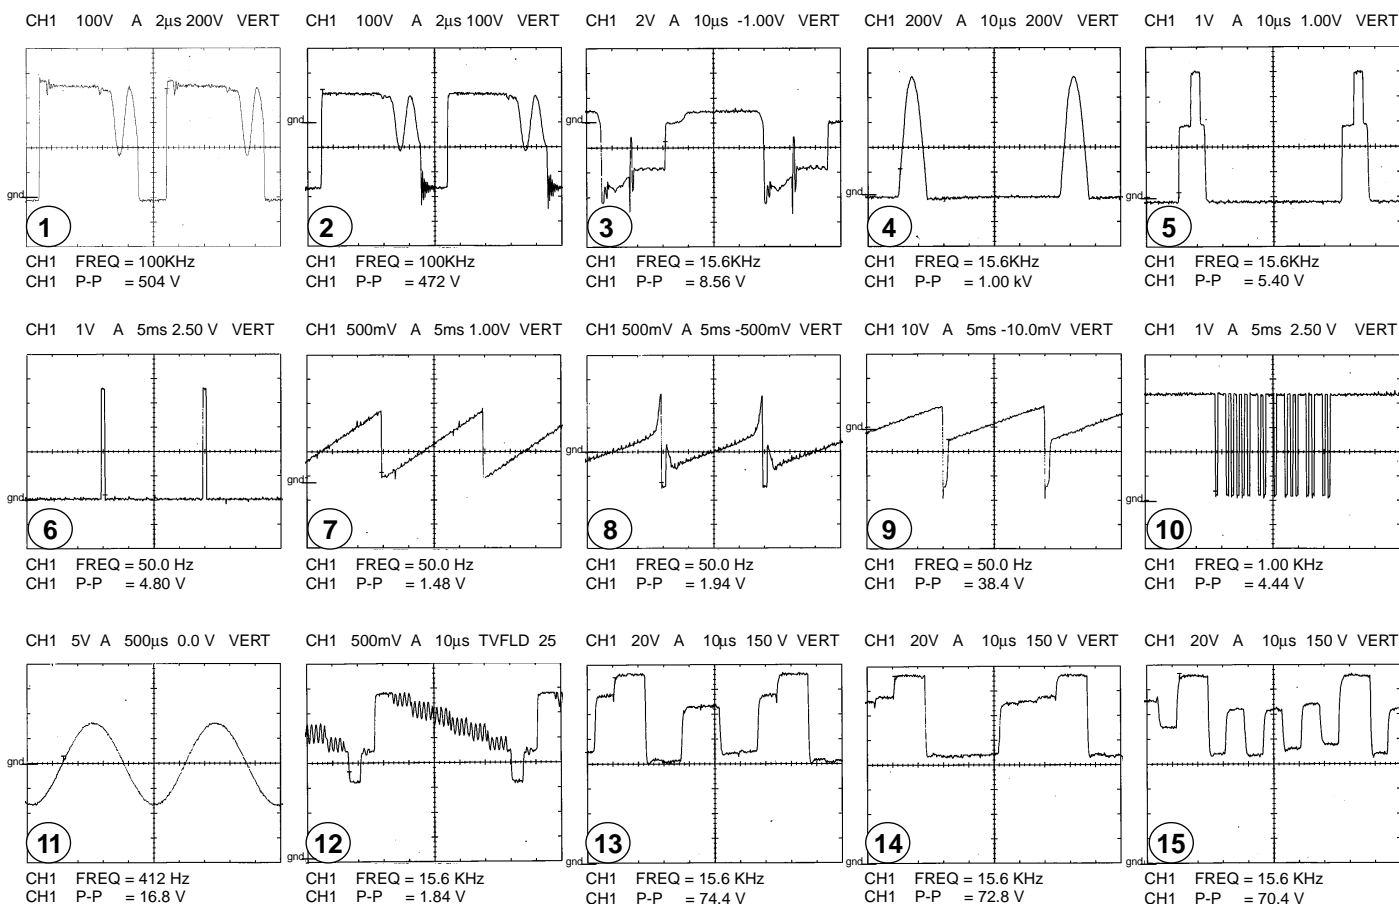 CH1 100V A 2µs 200V VERT
CH1 100V A 2µs 100V VERT
CH1 2V A 10µs -1.00V VERT
CH1 200V A 10µs 200V VERT
CH1 1V A 10µs 1.00V VERT
gnd
gnd
gnd
gnd
gnd
1
2
3
4
5
CH1 FREQ = 100KHz
CH1 P-P = 504 V
CH1 FREQ = 100KHz
CH1 P-P = 472 V
CH1 FREQ = 15.6KHz
CH1 P-P = 8.56 V
CH1 FREQ = 15.6KHz
CH1 P-P = 1.00 kV
CH1 FREQ = 15.6KHz
CH1 P-P = 5.40 V
CH1 1V A 5ms 2.50 V VERT
CH1 500mV A 5ms 1.00V VERT
CH1 500mV A 5ms -500mV VERT
CH1 10V A 5ms -10.0mV VERT
CH1 1V A 5ms 2.50 V VERT
gnd
gnd
gnd
gnd
gnd
6
7
8
9
10
CH1 FREQ = 50.0 Hz
CH1 P-P = 4.80 V
CH1 FREQ = 50.0 Hz
CH1 P-P = 1.48 V
CH1 FREQ = 50.0 Hz
CH1 P-P = 1.94 V
CH1 FREQ = 50.0 Hz
CH1 P-P = 38.4 V
CH1 FREQ = 1.00 KHz
CH1 P-P = 4.44 V
CH1 5V A 500µs 0.0 V VERT
CH1 500mV A 10µs TVFLD 25
CH1 20V A 10µs 150 V VERT
CH1 20V A 10µs 150 V VERT
CH1 20V A 10µs 150 V VERT
gnd
gnd
gnd
gnd
gnd
11
12
13
14
15
CH1 FREQ = 412 Hz
CH1 P-P = 16.8 V
CH1 FREQ = 15.6 KHz
CH1 P-P = 1.84 V
CH1 FREQ = 15.6 KHz
CH1 P-P = 74.4 V
CH1 FREQ = 15.6 KHz
CH1 P-P = 72.8 V
CH1 FREQ = 15.6 KHz
CH1 P-P = 70.4 V